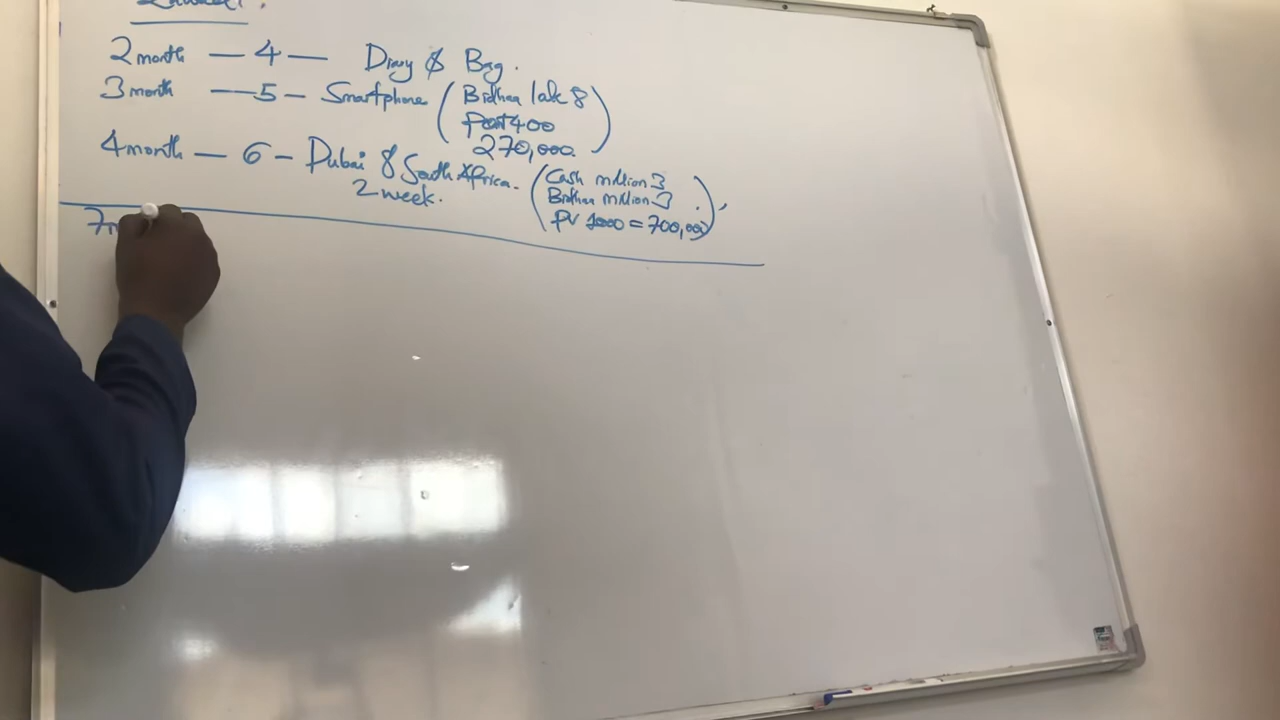 2 month — 4 — Diary & Bag.
3 month — 5 — Smartphone (Bidhaa lak 8
Point 400
270,000)
4 month — 6 — Dubai & South Africa. (Cash million 3
2 week. Bidhaa million 3
PV 1000 = 700,000)
7m